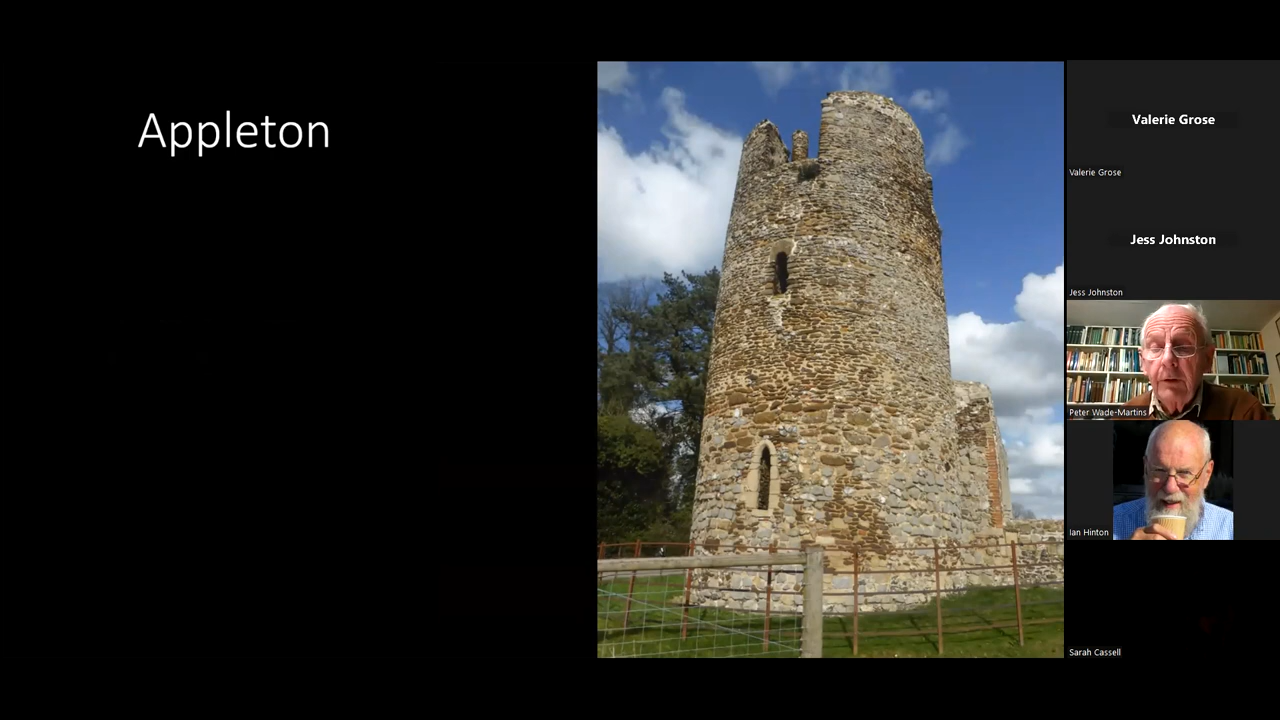 Appleton
Valerie Grose
Valerie Grose
Jess Johnston
Jess Johnston
Peter Wade-Martins
Ian Hinton
Sarah Cassell